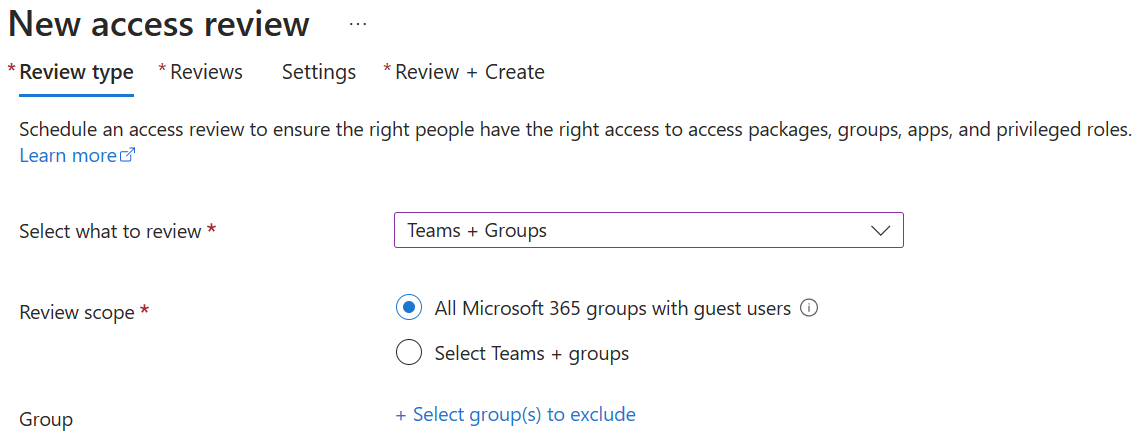 New access review ...
*Review type *Reviews Settings *Review + Create
Schedule an access review to ensure the right people have the right access to access packages, groups, apps, and privileged roles.
Learn more
Select what to review * Teams + Groups
Review scope * All Microsoft 365 groups with guest users
Select Teams + groups
Group + Select group(s) to exclude